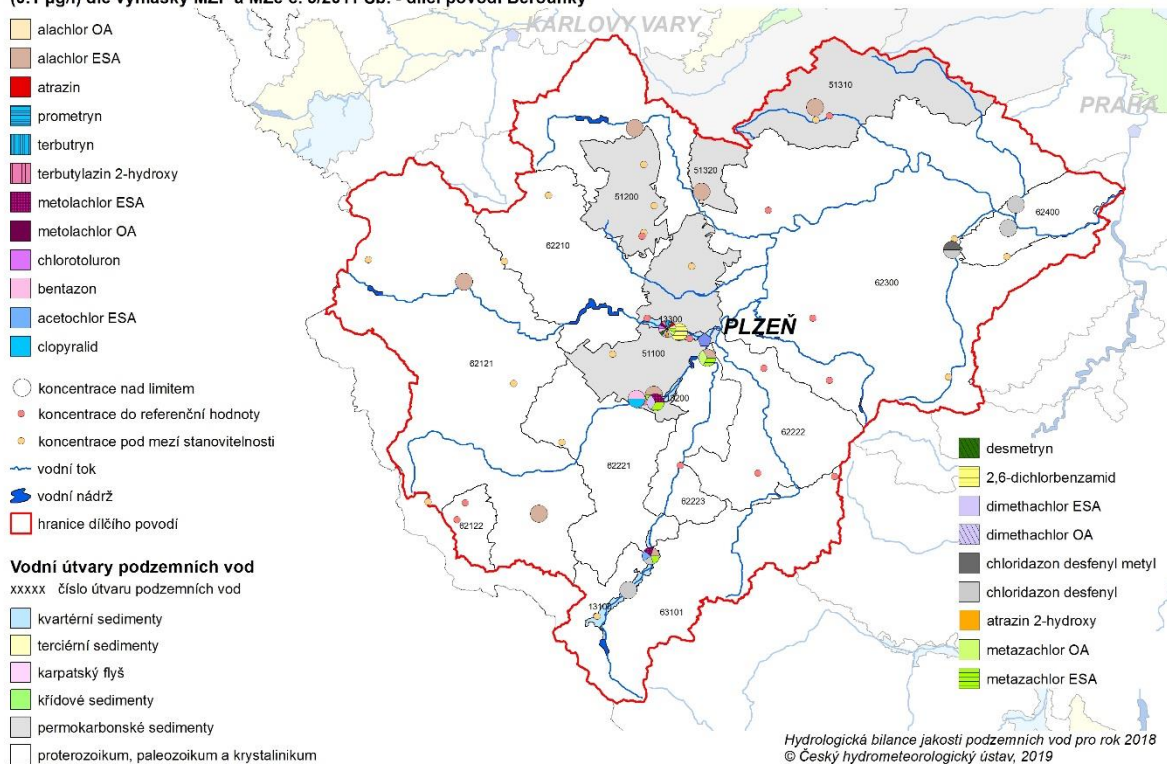 (0.1 µg/l) dle vyhlášky MŽP a MZe č. 5/2011 Sb. - dílčí povodí Berounky
alachlor OA
alachlor ESA
atrazin
prometryn
terbutryn
terbutylazin 2-hydroxy
metolachlor ESA
metolachlor OA
chlorotoluron
bentazon
acetochlor ESA
clopyralid
koncentrace nad limitem
koncentrace do referenční hodnoty
koncentrace pod mezí stanovitelnosti
vodní tok
vodní nádrž
hranice dílčího povodí
Vodní útvary podzemních vod
xxxxx číslo útvaru podzemních vod
kvartérní sedimenty
terciérní sedimenty
karpatský flyš
křídové sedimenty
permokarbonské sedimenty
proterozoikum, paleozoikum a krystalinikum
KARLOVY VARY
PRAHA
PLZEŇ
51310
51320
51200
62400
62210
62300
13300
51100
62121
13200
62222
62221
62223
62122
63101
13100
desmetryn
2,6-dichlorbenzamid
dimethachlor ESA
dimethachlor OA
chloridazon desfenyl metyl
chloridazon desfenyl
atrazin 2-hydroxy
metazachlor OA
metazachlor ESA
Hydrologická bilance jakosti podzemních vod pro rok 2018
© Český hydrometeorologický ústav, 2019